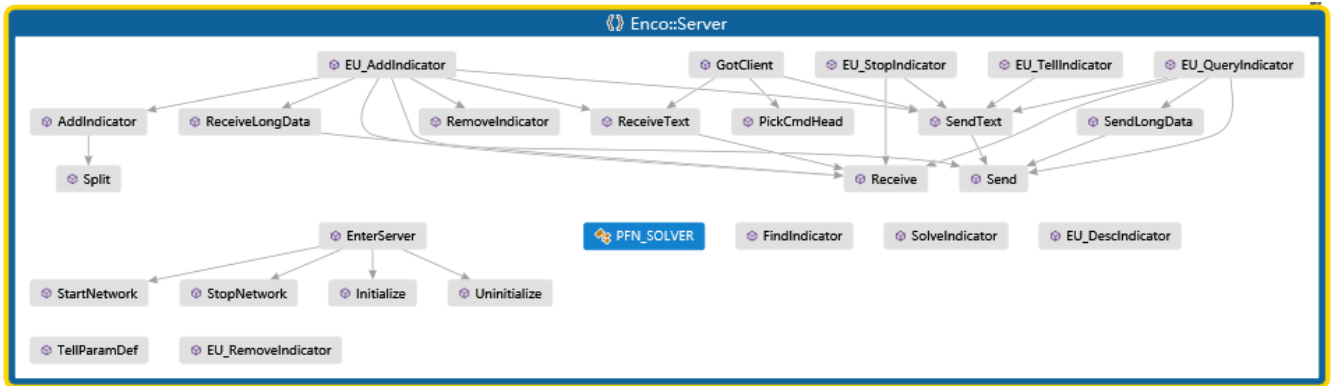 Enco::Server
EU_AddIndicator GotClient EU_StopIndicator EU_TellIndicator EU_QueryIndicator
AddIndicator ReceiveLongData RemoveIndicator ReceiveText PickCmdHead SendText SendLongData
Split Receive Send
EnterServer PFN_SOLVER FindIndicator SolveIndicator EU_DescIndicator
StartNetwork StopNetwork Initialize Uninitialize
TellParamDef EU_RemoveIndicator